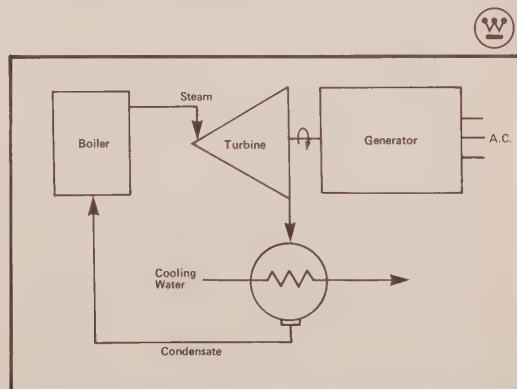 Steam
Boiler
Turbine
Generator
A.C.
Cooling
Water
Condensate